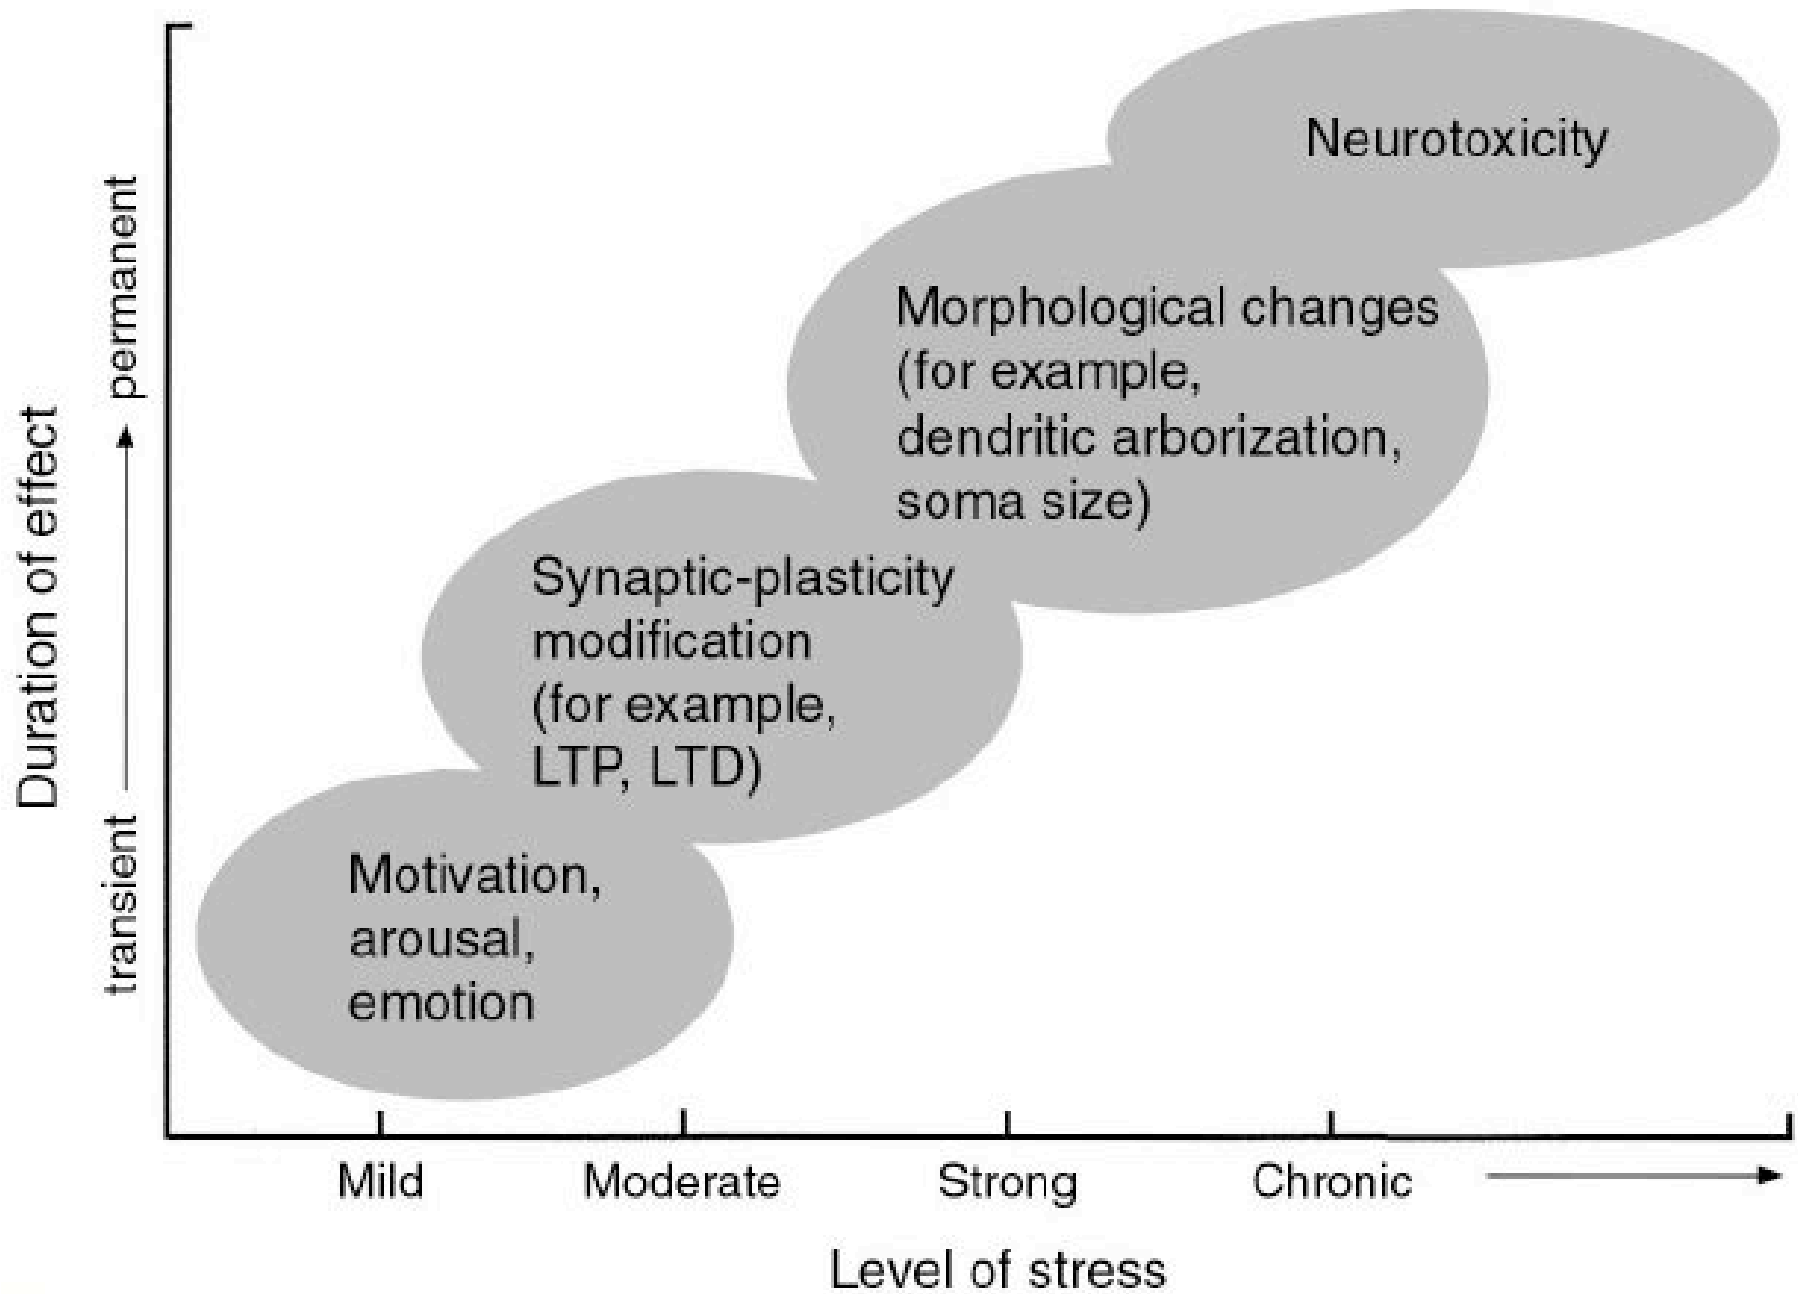 Neurotoxicity
Morphological changes
(for example,
dendritic arborization,
soma size)
Synaptic-plasticity
modification
(for example,
LTP, LTD)
Motivation,
arousal,
emotion
Duration of effect
transient
permanent
Mild
Moderate
Strong
Chronic
Level of stress